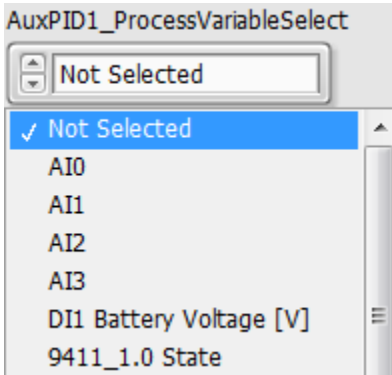 AuxPID1_ProcessVariableSelect
Not Selected
✓ Not Selected
AI0
AI1
AI2
AI3
DI1 Battery Voltage [V]
9411_1.0 State